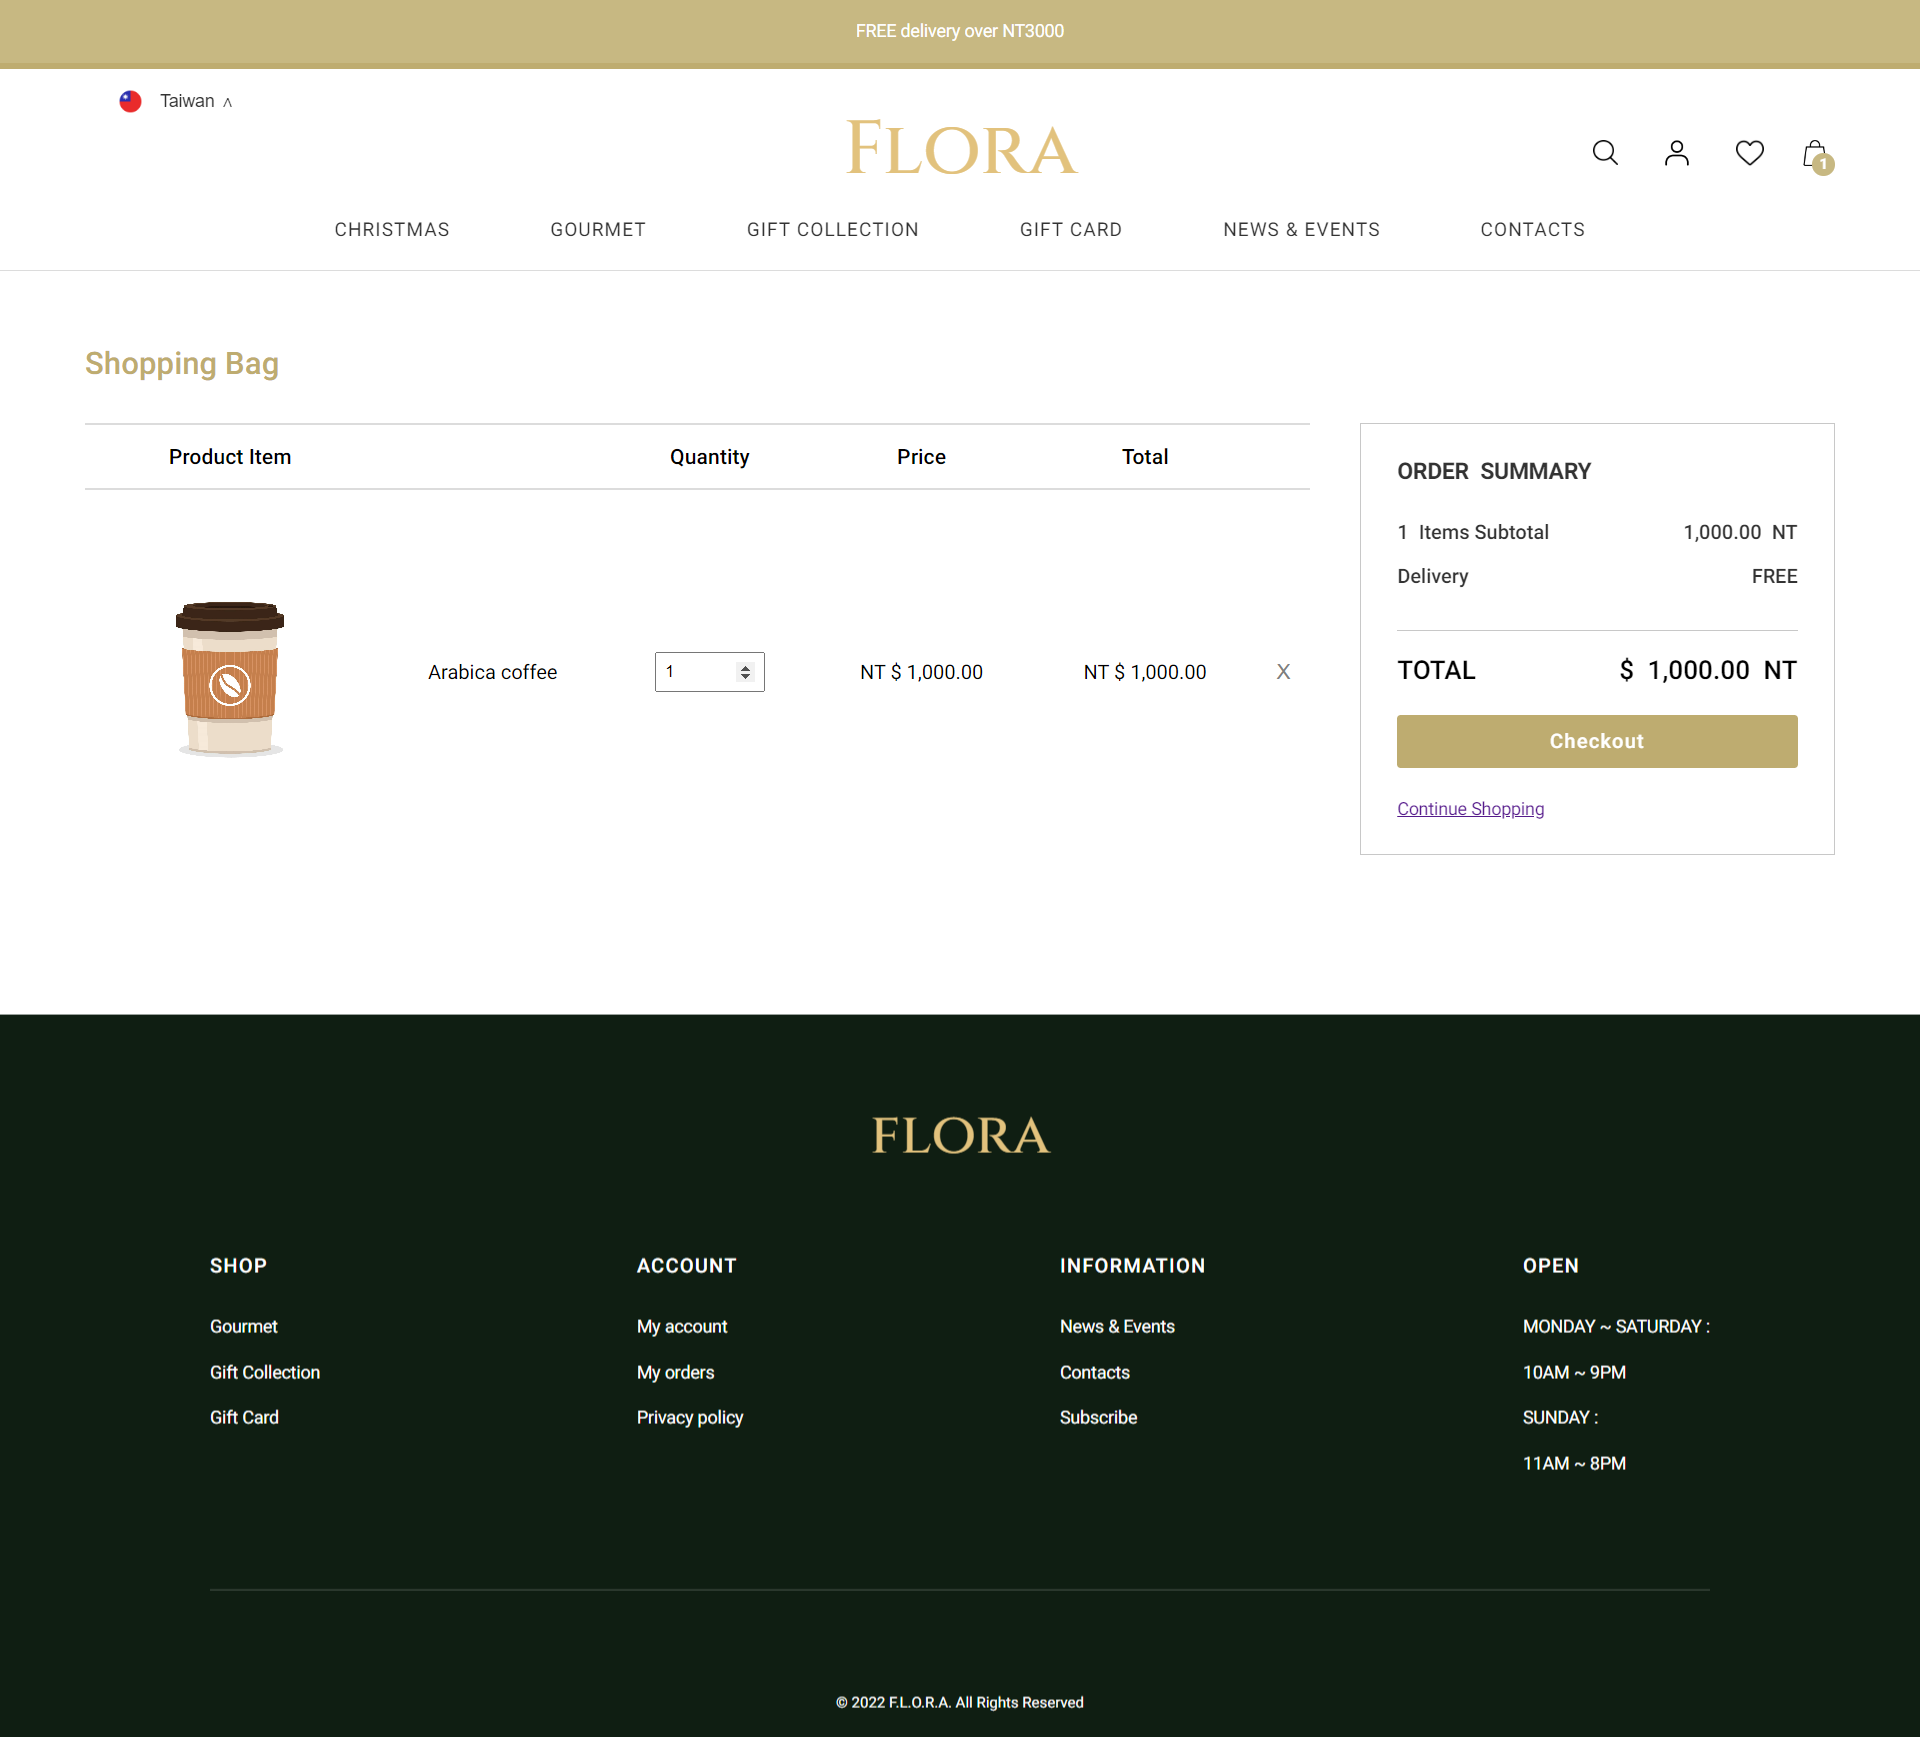 FREE delivery over NT3000
Taiwan ∧
FLORA
1
CHRISTMAS GOURMET GIFT COLLECTION GIFT CARD NEWS & EVENTS CONTACTS
Shopping Bag
Product Item Quantity Price Total
Arabica coffee 1 NT $ 1,000.00 NT $ 1,000.00 X
ORDER SUMMARY
1 Items Subtotal 1,000.00 NT
Delivery FREE
TOTAL $ 1,000.00 NT
Checkout
Continue Shopping
FLORA
SHOP
Gourmet
Gift Collection
Gift Card
ACCOUNT
My account
My orders
Privacy policy
INFORMATION
News & Events
Contacts
Subscribe
OPEN
MONDAY ~ SATURDAY :
10AM ~ 9PM
SUNDAY :
11AM ~ 8PM
© 2022 F.L.O.R.A. All Rights Reserved